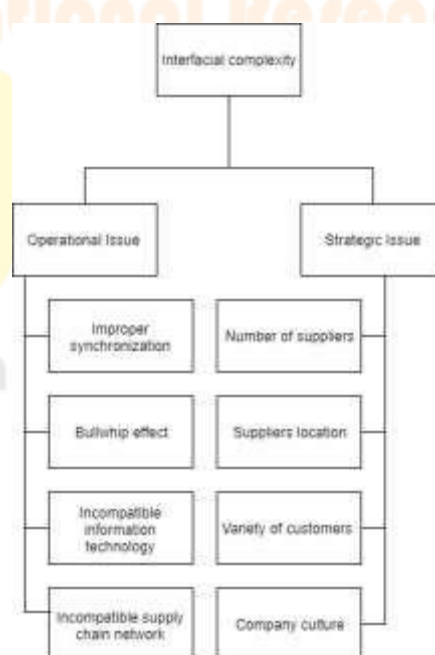 Interfacial complexity
Operational Issue
Strategic Issue
Improper
synchronization
Number of suppliers
Bullwhip effect
Suppliers location
Incompatible
information
technology
Variety of customers
Incompatible supply
chain network
Company culture